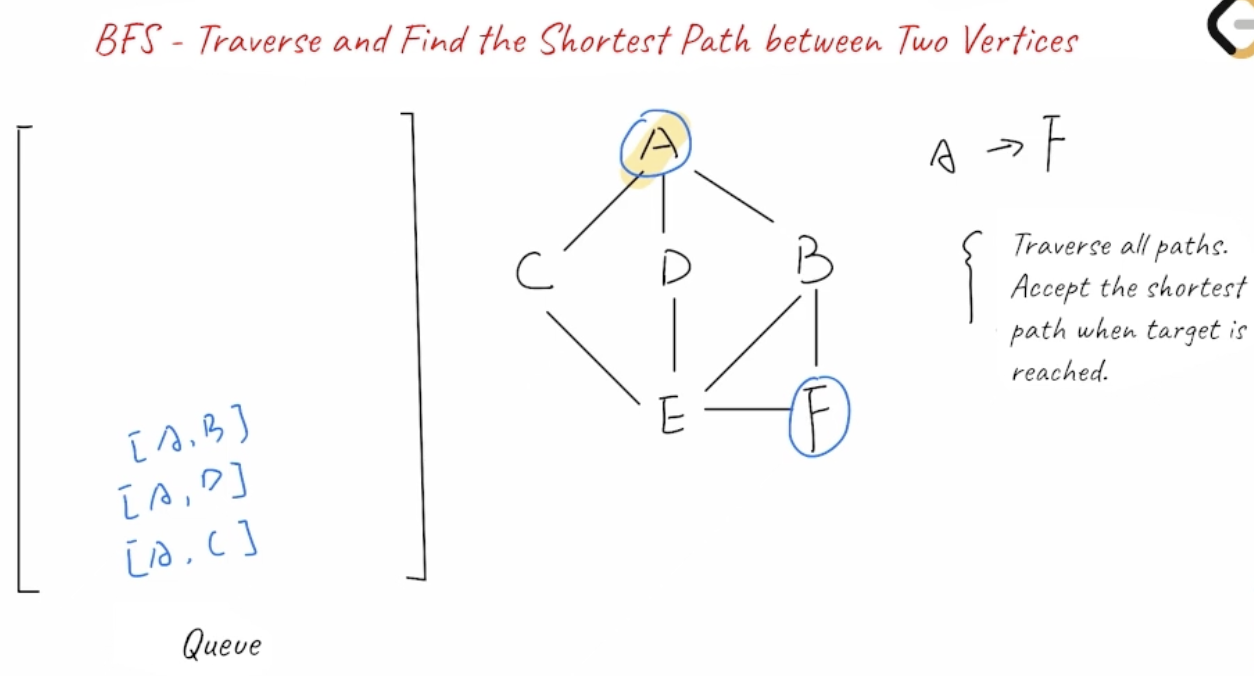 BFS - Traverse and Find the Shortest Path between Two Vertices
A
A → F
C
D
B
Traverse all paths.
Accept the shortest
path when target is
reached.
E
F
[A, B]
[A, D]
[A, C]
Queue